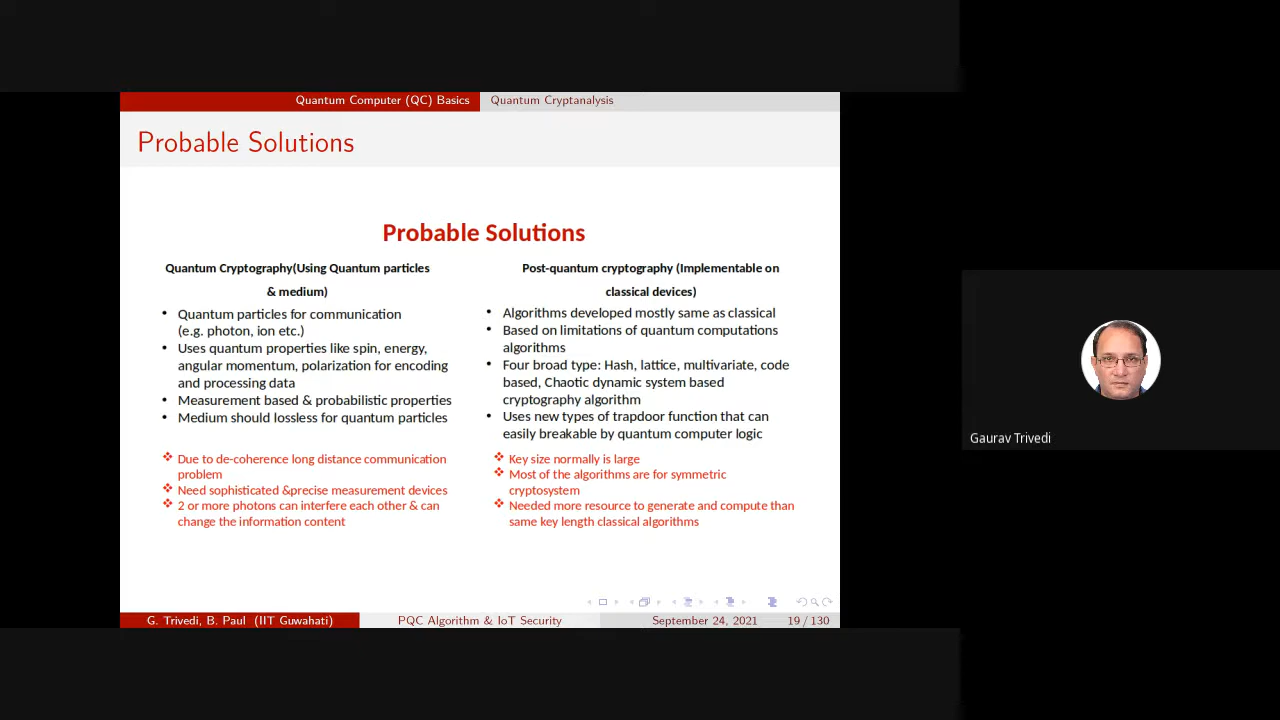 Quantum Computer (QC) Basics
Quantum Cryptanalysis
Probable Solutions
Probable Solutions
Quantum Cryptography(Using Quantum particles
& medium)
• Quantum particles for communication
(e.g. photon, ion etc.)
• Uses quantum properties like spin, energy,
angular momentum, polarization for encoding
and processing data
• Measurement based & probabilistic properties
• Medium should lossless for quantum particles
❖ Due to de-coherence long distance communication
problem
❖ Need sophisticated &precise measurement devices
❖ 2 or more photons can interfere each other & can
change the information content
Post-quantum cryptography (Implementable on
classical devices)
• Algorithms developed mostly same as classical
• Based on limitations of quantum computations
algorithms
• Four broad type: Hash, lattice, multivariate, code
based, Chaotic dynamic system based
cryptography algorithm
• Uses new types of trapdoor function that can
easily breakable by quantum computer logic
❖ Key size normally is large
❖ Most of the algorithms are for symmetric
cryptosystem
❖ Needed more resource to generate and compute than
same key length classical algorithms
G. Trivedi, B. Paul (IIT Guwahati)
PQC Algorithm & IoT Security
September 24, 2021
19 / 130
Gaurav Trivedi